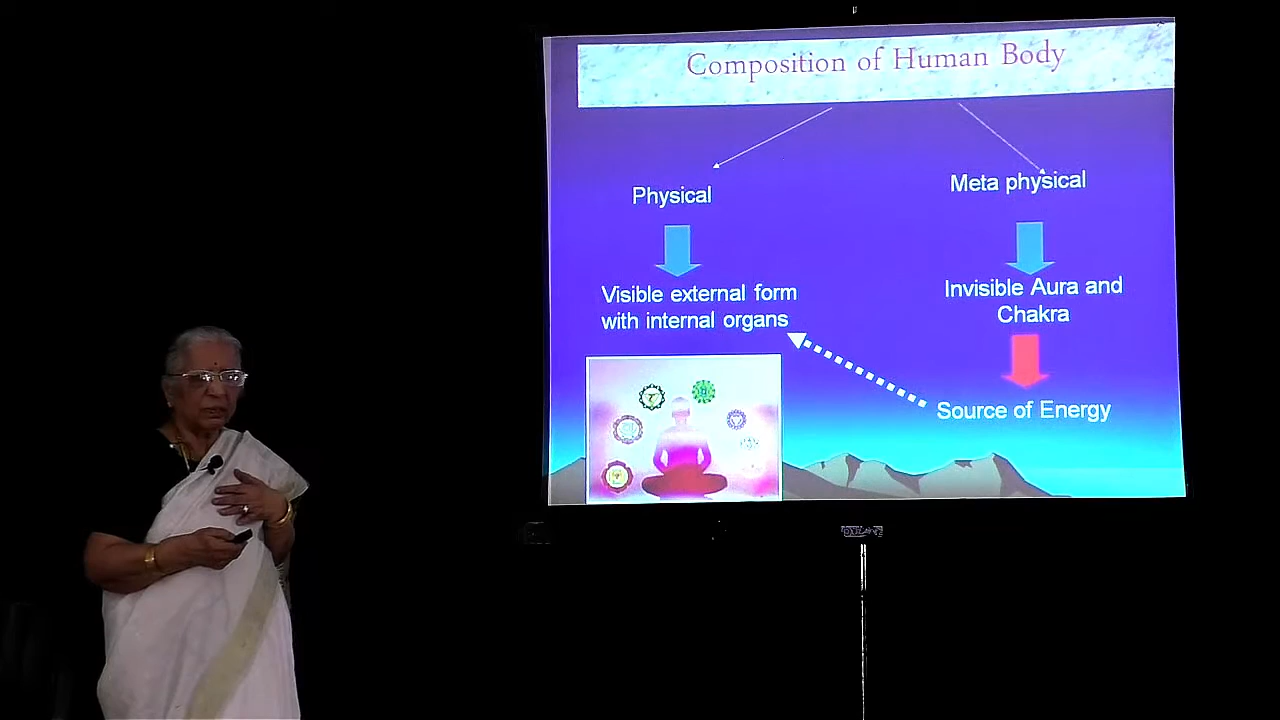 Composition of Human Body
Physical
Meta physical
Visible external form
with internal organs
Invisible Aura and
Chakra
Source of Energy